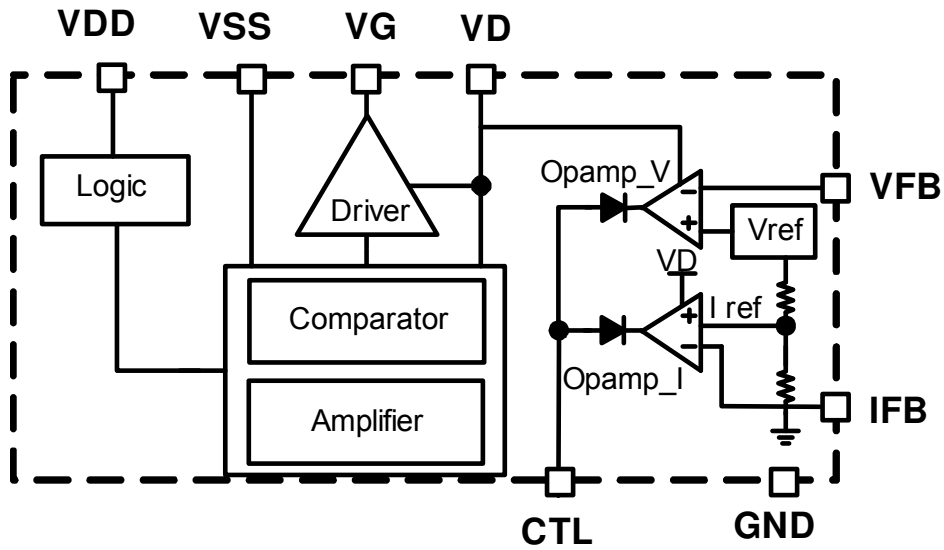 VDD VSS VG VD
Logic
Driver
Opamp_V
VFB
Vref
VD
Comparator
I ref
Opamp_I
Amplifier
IFB
CTL
GND